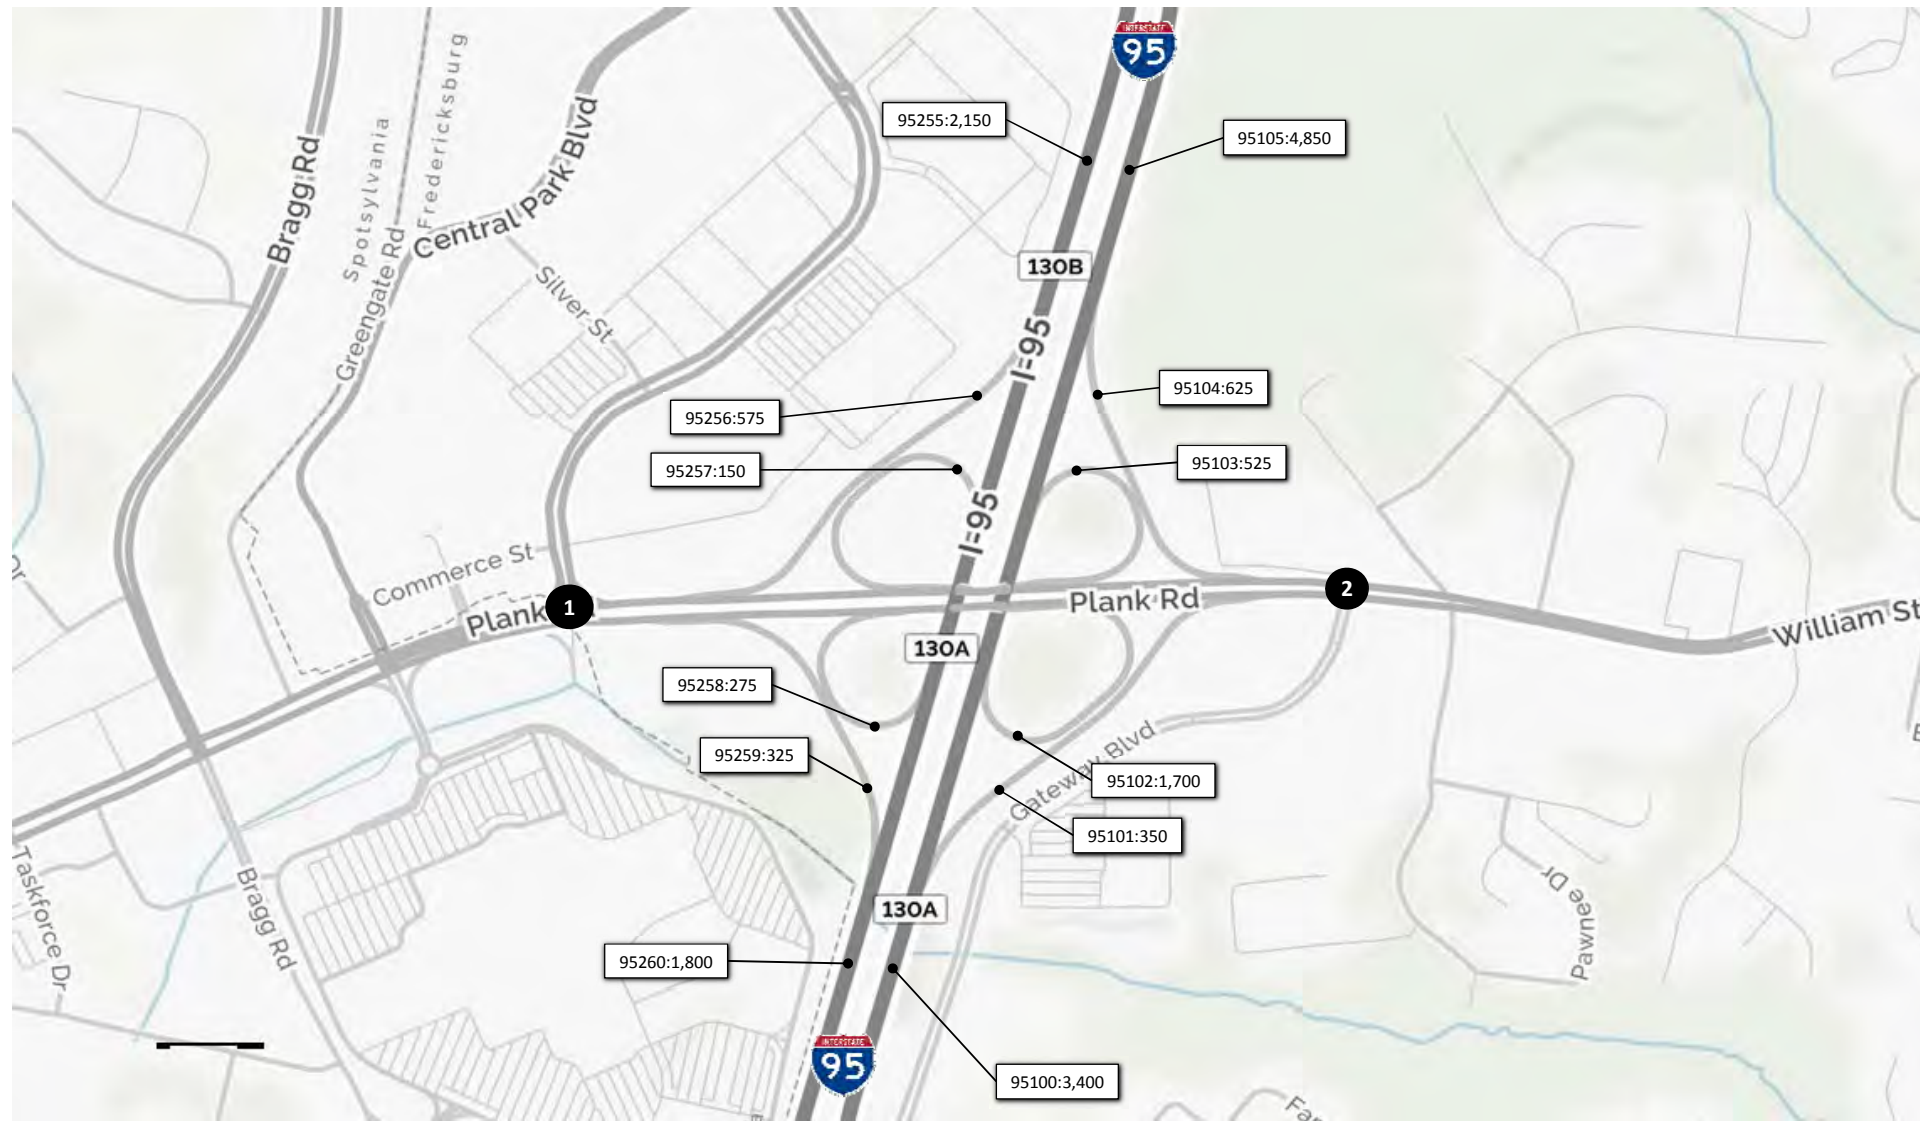 INTERSTATE
95
95255:2,150
95105:4,850
Bragg Rd
Spotsylvania
Fredericksburg
Central Park Blvd
Greengate Rd
Silver St
130B
I-95
95256:575
95104:625
95257:150
95103:525
I-95
Commerce St
Plank
1
Plank Rd
2
William St
130A
95258:275
95259:325
Gateway Blvd
95102:1,700
95101:350
Taskforce Dr
Bragg Rd
130A
Pawnee Dr
95260:1,800
INTERSTATE
95
95100:3,400